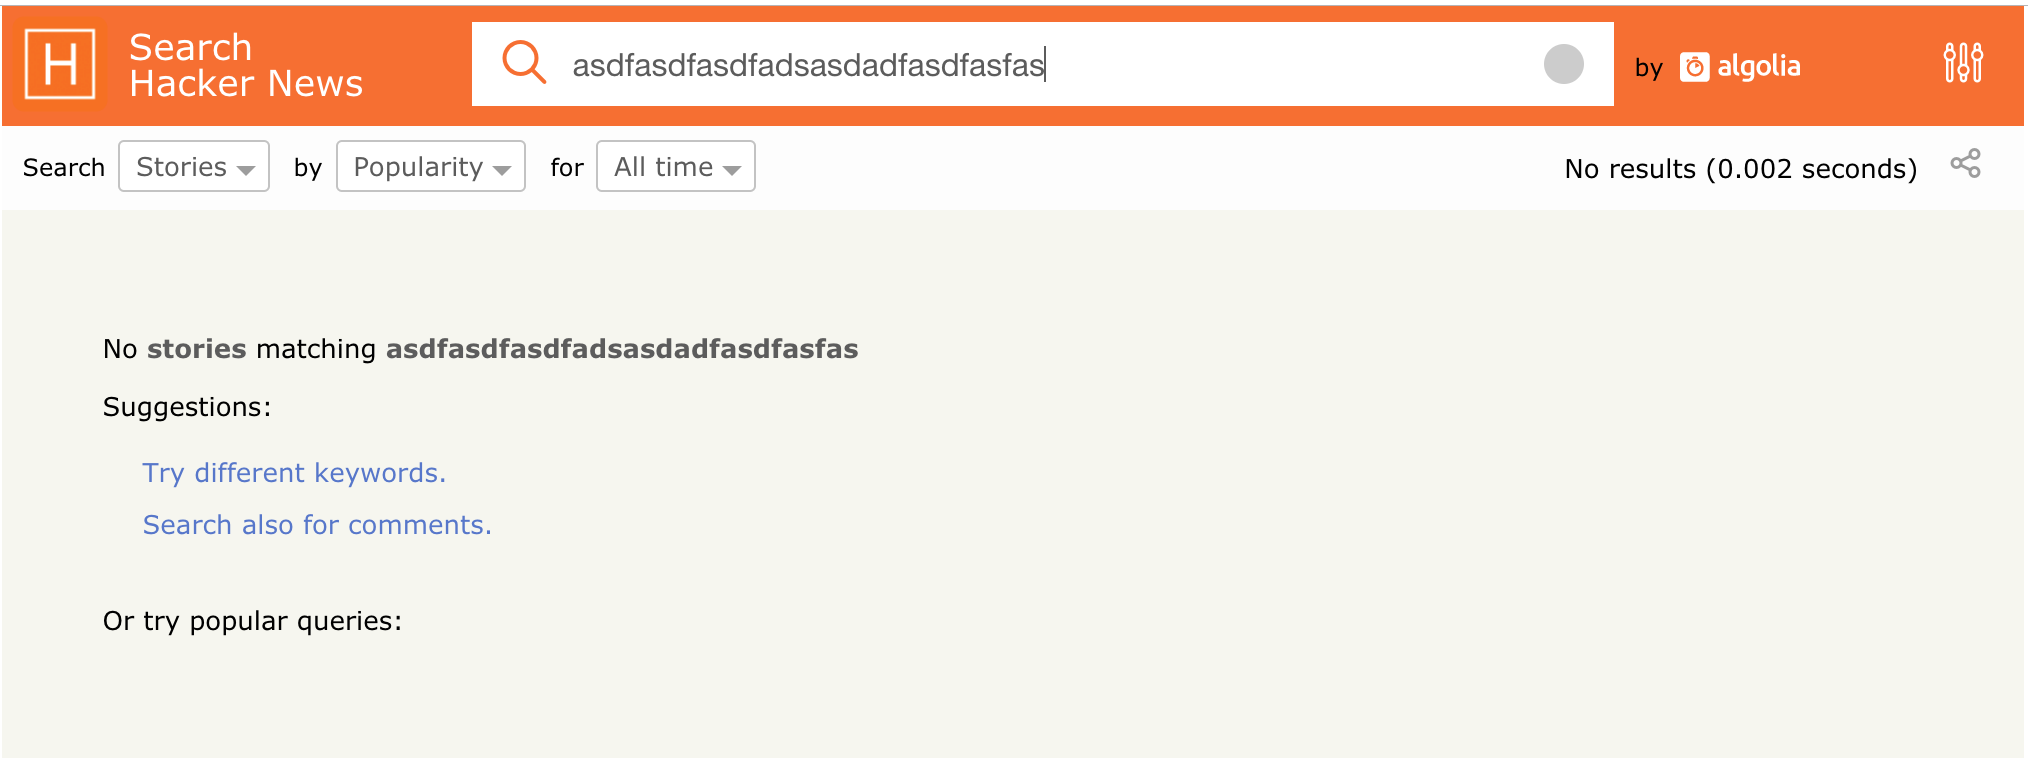 H
Search
Hacker News
asdfasdfasdfadsasdadfasdfasfas
by algolia
Search Stories by Popularity for All time
No results (0.002 seconds)
No stories matching asdfasdfasdfadsasdadfasdfasfas
Suggestions:
Try different keywords.
Search also for comments.
Or try popular queries: